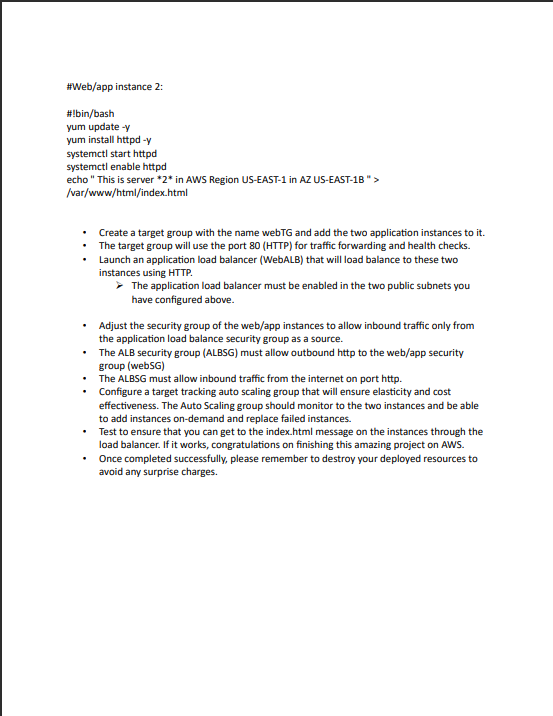 #Web/app instance 2:
#!bin/bash
yum update -y
yum install httpd -y
systemctl start httpd
systemctl enable httpd
echo " This is server *2* in AWS Region US-EAST-1 in AZ US-EAST-1B " >
/var/www/html/index.html
• Create a target group with the name webTG and add the two application instances to it.
• The target group will use the port 80 (HTTP) for traffic forwarding and health checks.
• Launch an application load balancer (WebALB) that will load balance to these two
instances using HTTP.
➢ The application load balancer must be enabled in the two public subnets you
have configured above.
• Adjust the security group of the web/app instances to allow inbound traffic only from
the application load balance security group as a source.
• The ALB security group (ALBSG) must allow outbound http to the web/app security
group (webSG)
• The ALBSG must allow inbound traffic from the internet on port http.
• Configure a target tracking auto scaling group that will ensure elasticity and cost
effectiveness. The Auto Scaling group should monitor to the two instances and be able
to add instances on-demand and replace failed instances.
• Test to ensure that you can get to the index.html message on the instances through the
load balancer. If it works, congratulations on finishing this amazing project on AWS.
• Once completed successfully, please remember to destroy your deployed resources to
avoid any surprise charges.